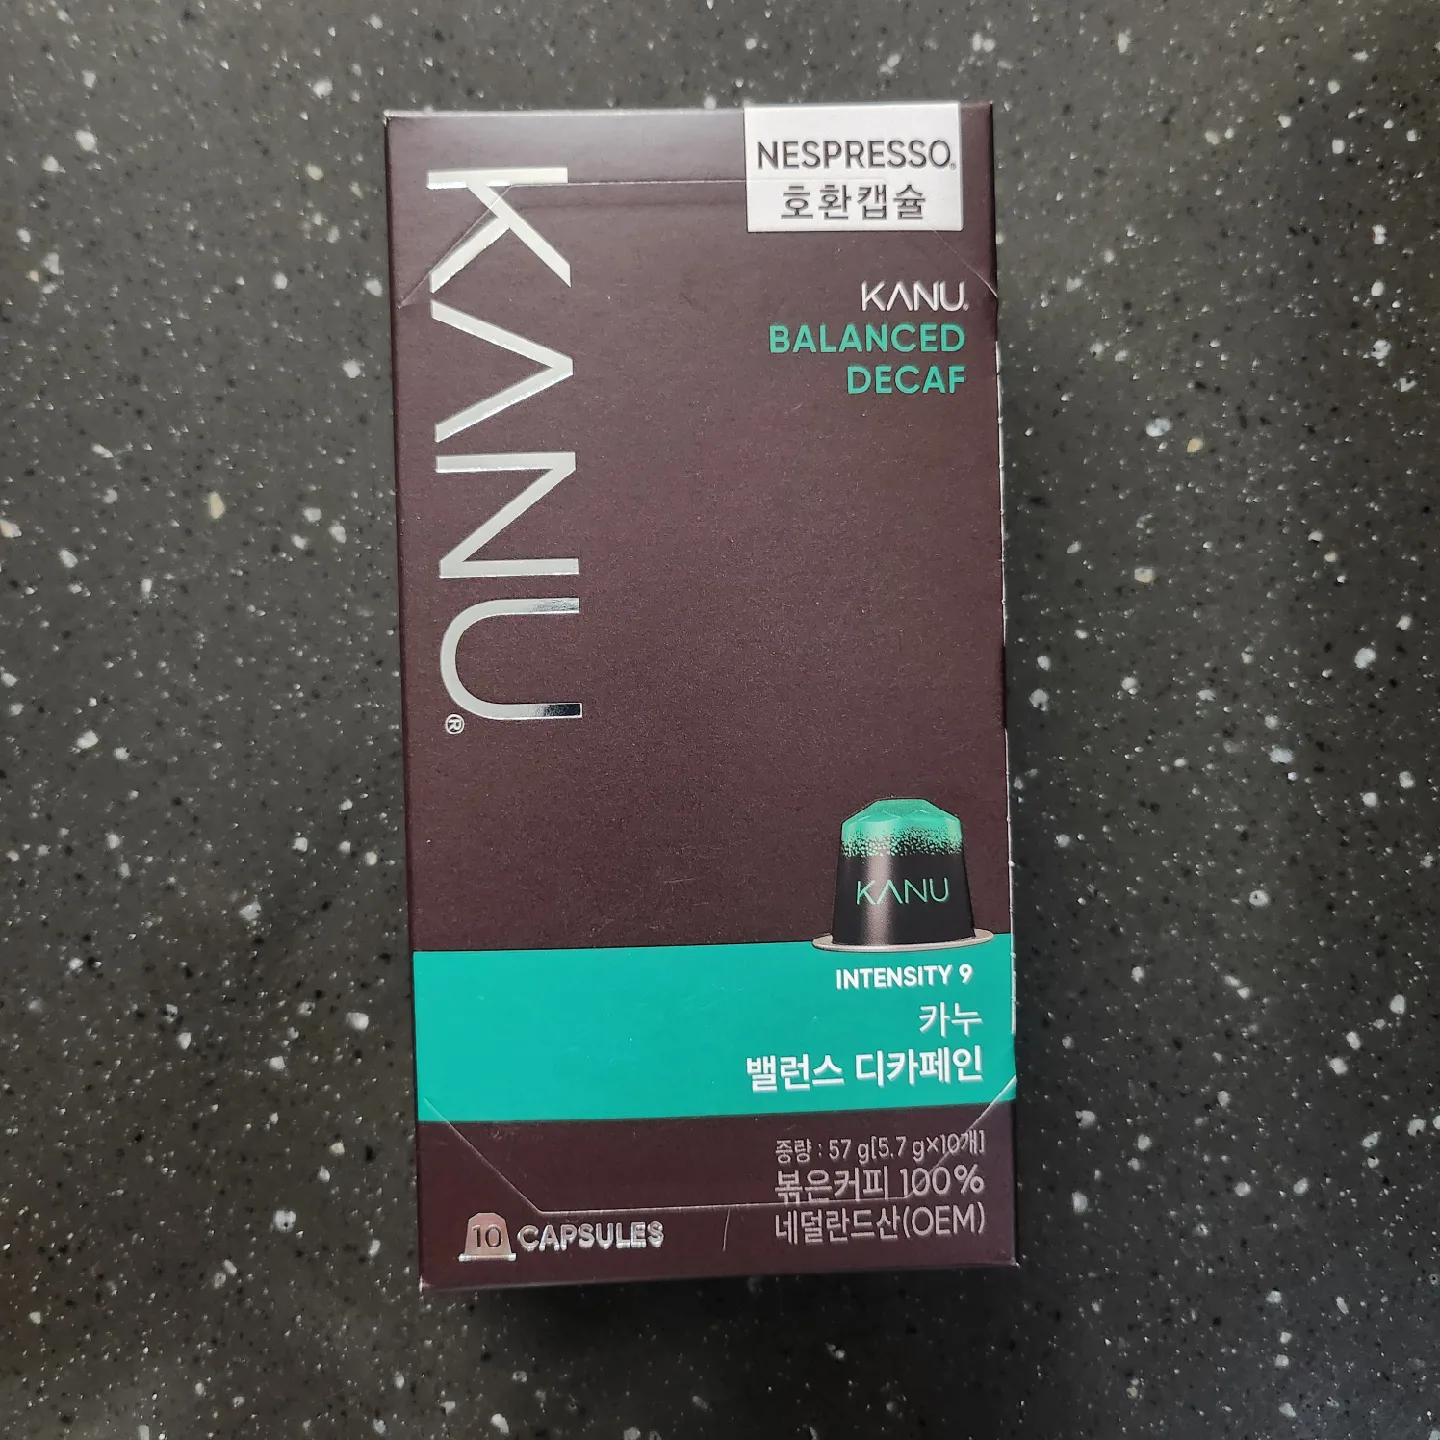 NESPRESSO®
호환캡슐
KANU®
KANU®
BALANCED
DECAF
KANU
INTENSITY 9
카누
밸런스 디카페인
중량 : 57 g[5.7 g×10개]
볶은커피 100%
네덜란드산(OEM)
10 CAPSULES